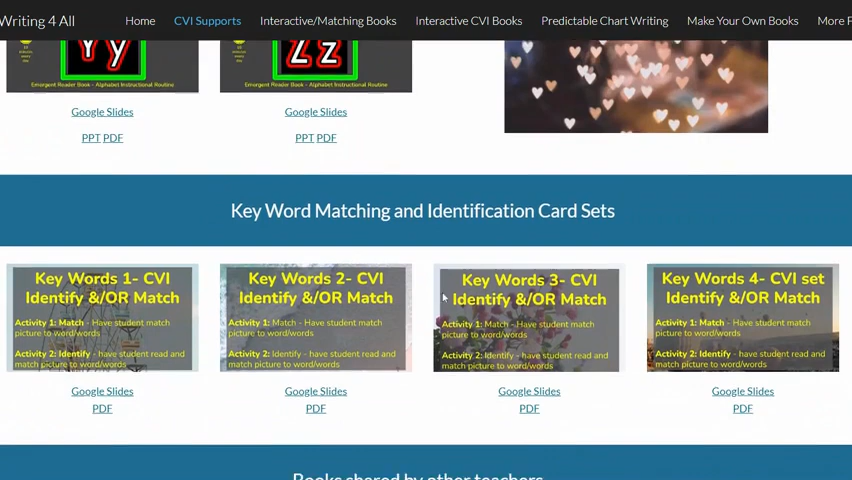 Writing 4 All
Home
CVI Supports
Interactive/Matching Books
Interactive CVI Books
Predictable Chart Writing
Make Your Own Books
More
Yy
Zz
Emergent Reader Book - Alphabet Instructional Routine
Emergent Reader Book - Alphabet Instructional Routine
Google Slides
Google Slides
PPT PDF
PPT PDF
Key Word Matching and Identification Card Sets
Key Words 1- CVI
Identify &/OR Match
Activity 1: Match - Have student match
picture to word/words
Activity 2: Identify - have student read and
match picture to word/words
Key Words 2- CVI
Identify &/OR Match
Activity 1: Match - Have student match
picture to word/words
Activity 2: Identify - have student read and
match picture to word/words
Key Words 3- CVI
Identify &/OR Match
Activity 1: Match - Have student match
picture to word/words
Activity 2: Identify - have student read and
match picture to word/words
Key Words 4- CVI set
Identify &/OR Match
Activity 1: Match - Have student match
picture to word/words
Activity 2: Identify - have student read and
match picture to word/words
Google Slides
Google Slides
Google Slides
Google Slides
PDF
PDF
PDF
PDF
Books shared by other teachers